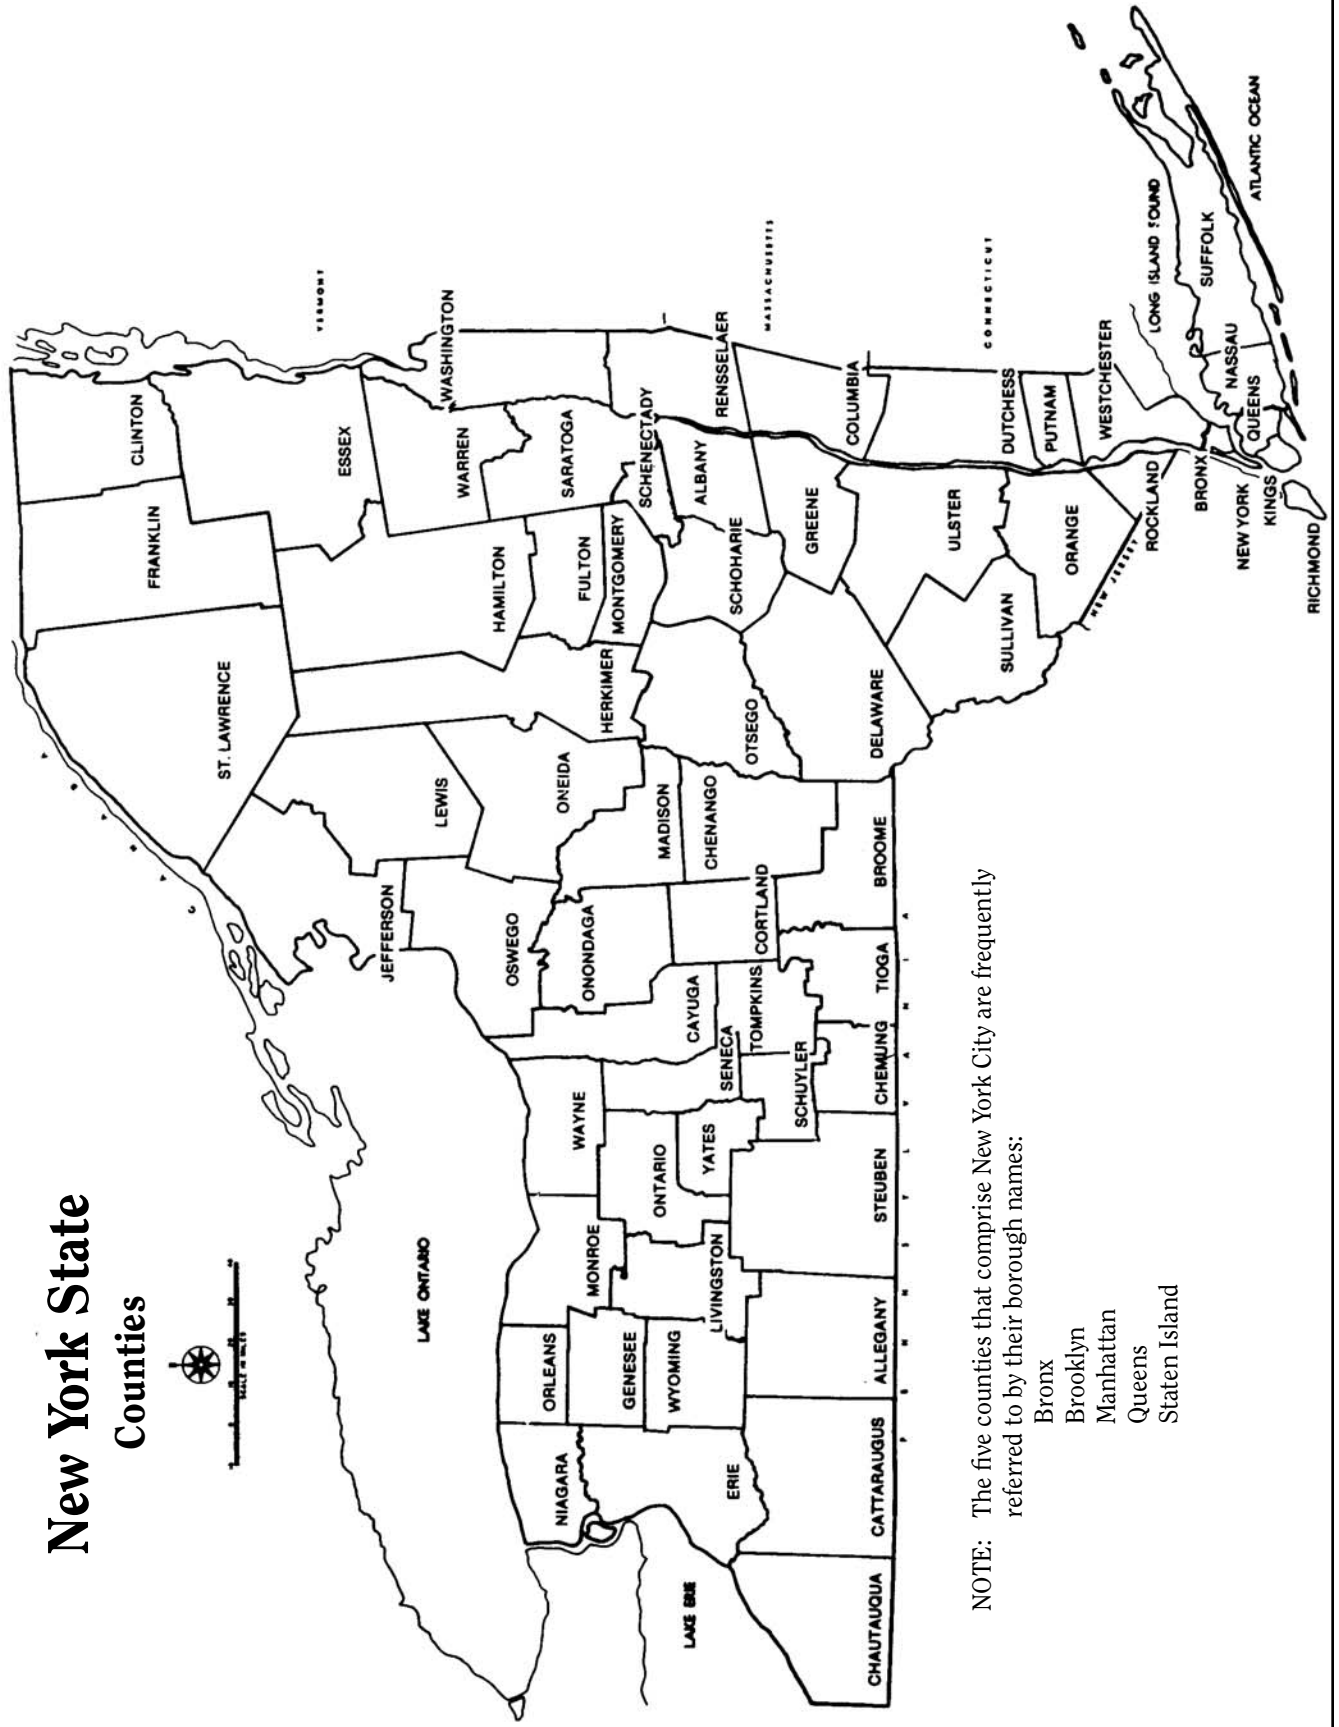 New York State
Counties
SCALE IN MILES
VERMONT
MASSACHUSETTS
CONNECTICUT
NEW JERSEY
PENNSYLVANIA
LAKE ONTARIO
LAKE ERIE
LONG ISLAND SOUND
ATLANTIC OCEAN
CLINTON
FRANKLIN
ST. LAWRENCE
ESSEX
WASHINGTON
WARREN
HAMILTON
HERKIMER
LEWIS
JEFFERSON
OSWEGO
ONEIDA
FULTON
SARATOGA
MONTGOMERY
SCHENECTADY
RENSSELAER
ALBANY
SCHOHARIE
OTSEGO
MADISON
CHENANGO
ONONDAGA
CORTLAND
CAYUGA
TOMPKINS
SENECA
WAYNE
ONTARIO
YATES
SCHUYLER
MONROE
LIVINGSTON
ORLEANS
GENESEE
WYOMING
NIAGARA
ERIE
CHAUTAUQUA
CATTARAUGUS
ALLEGANY
STEUBEN
CHEMUNG
TIOGA
BROOME
DELAWARE
GREENE
COLUMBIA
ULSTER
DUTCHESS
SULLIVAN
ORANGE
PUTNAM
ROCKLAND
WESTCHESTER
BRONX
NEW YORK
KINGS
RICHMOND
QUEENS
NASSAU
SUFFOLK
NOTE: The five counties that comprise New York City are frequently
referred to by their borough names:
Bronx
Brooklyn
Manhattan
Queens
Staten Island